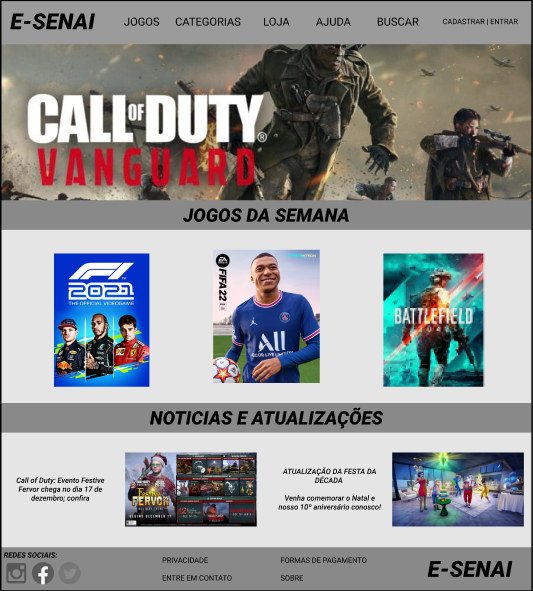 E-SENAI
JOGOS CATEGORIAS LOJA AJUDA BUSCAR CADASTRAR | ENTRAR
CALL OF DUTY®
VANGUARD
JOGOS DA SEMANA
F1 2021
THE OFFICIAL VIDEOGAME
EA SPORTS
FIFA 22
BATTLEFIELD
NOTICIAS E ATUALIZAÇÕES
Call of Duty: Evento Festive
Fervor chega no dia 17 de
dezembro; confira
FESTIVE
FERVOR
ATUALIZAÇÃO DA FESTA DA
DÉCADA
Venha comemorar o Natal e
nosso 10º aniversário conosco!
REDES SOCIAIS:
PRIVACIDADE
FORMAS DE PAGAMENTO
ENTRE EM CONTATO
SOBRE
E-SENAI